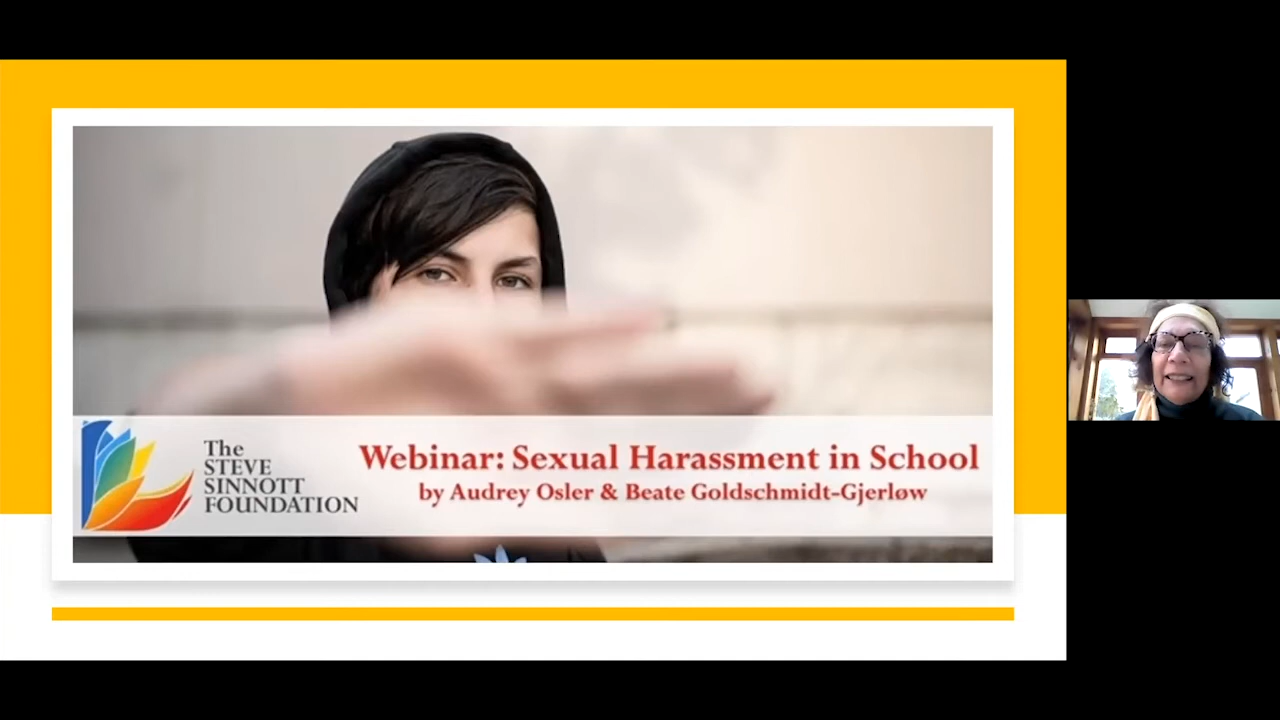 The
STEVE
SINNOTT
FOUNDATION
Webinar: Sexual Harassment in School
by Audrey Osler & Beate Goldschmidt-Gjerløw